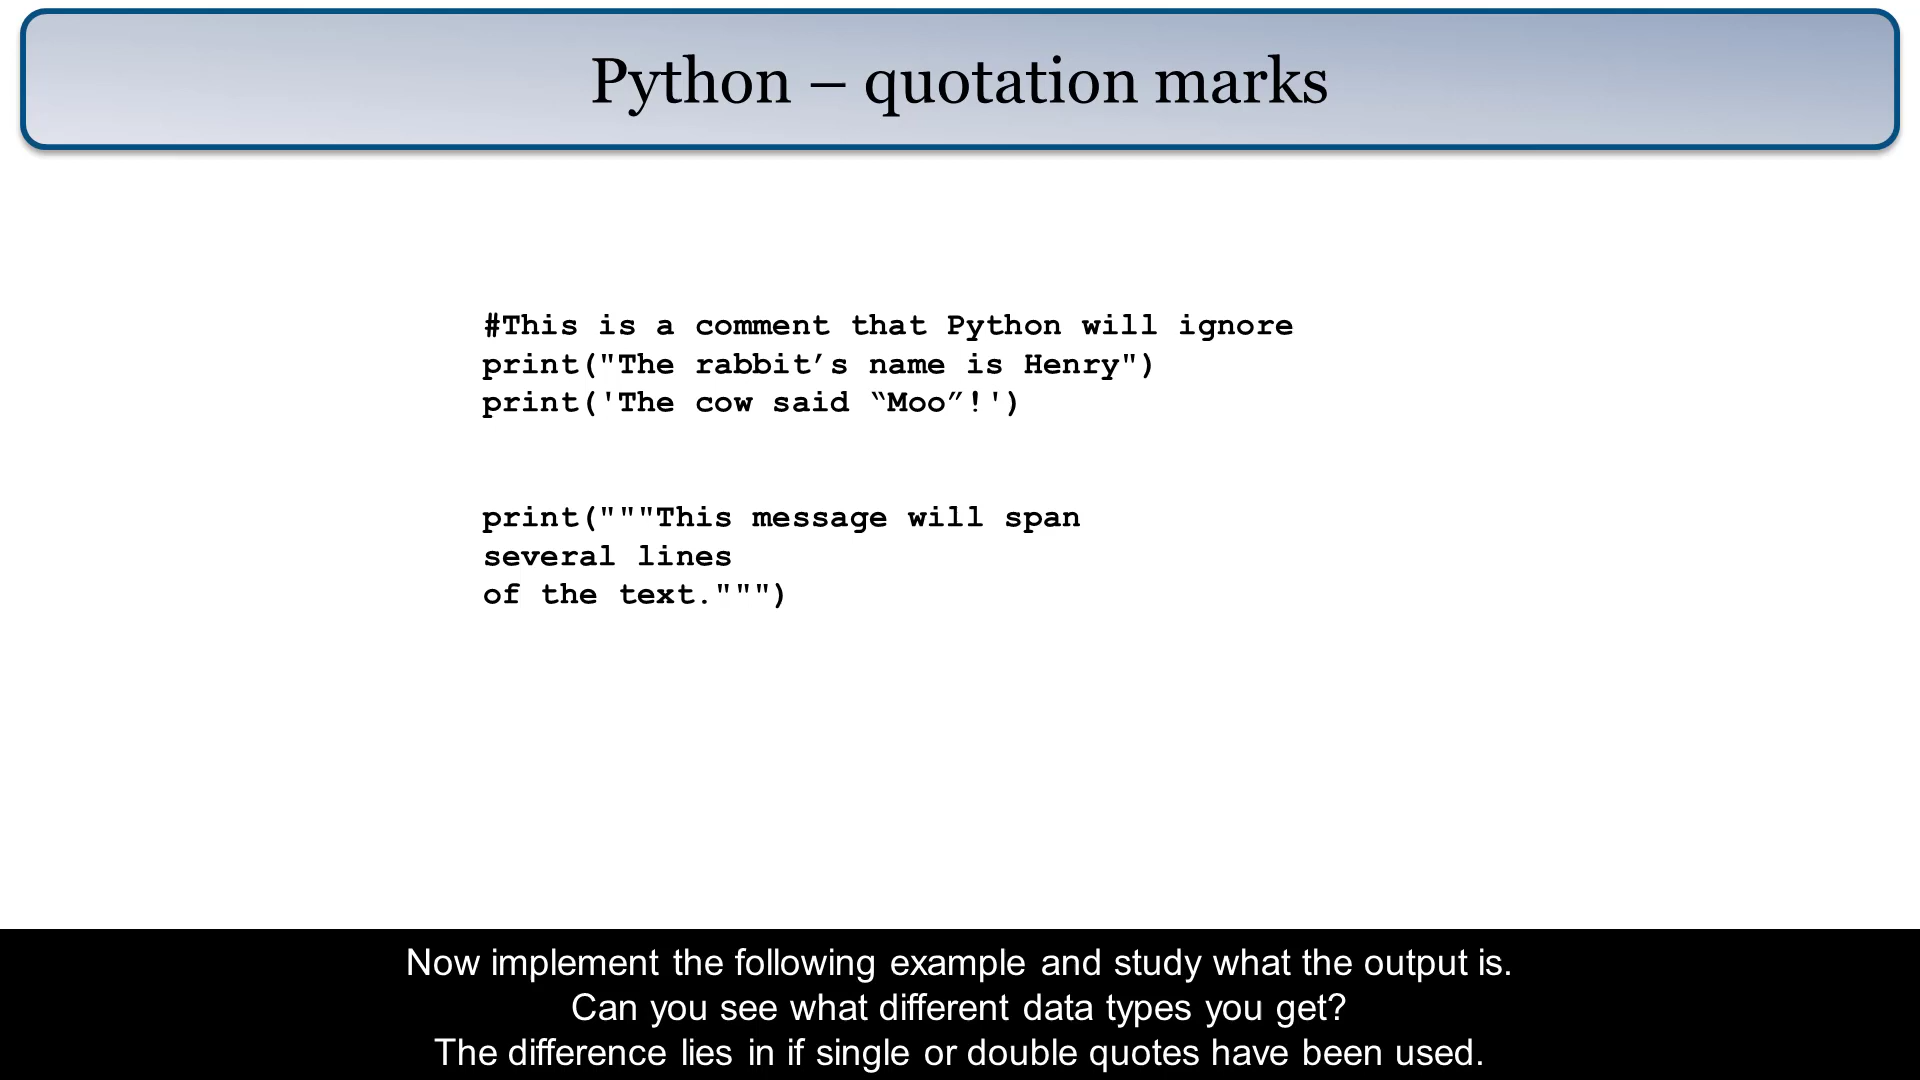 Python – quotation marks
#This is a comment that Python will ignore
print("The rabbit’s name is Henry")
print('The cow said “Moo”!')
print("""This message will span
several lines
of the text.""")
Now implement the following example and study what the output is.
Can you see what different data types you get?
The difference lies in if single or double quotes have been used.